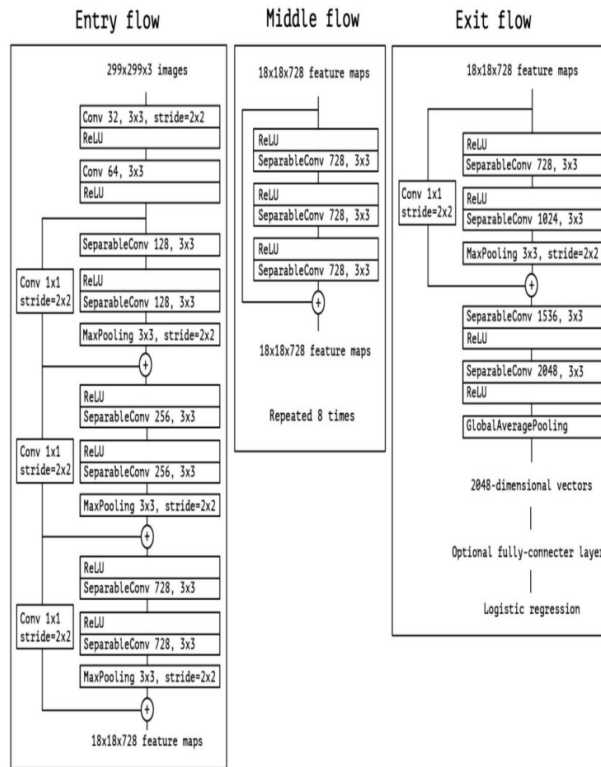 Entry flow
299x299x3 images
Conv 32, 3x3, stride=2x2
ReLU
Conv 64, 3x3
ReLU
SeparableConv 128, 3x3
Conv 1x1
stride=2x2
ReLU
SeparableConv 128, 3x3
MaxPooling 3x3, stride=2x2
+
ReLU
SeparableConv 256, 3x3
Conv 1x1
stride=2x2
ReLU
SeparableConv 256, 3x3
MaxPooling 3x3, stride=2x2
+
ReLU
SeparableConv 728, 3x3
Conv 1x1
stride=2x2
ReLU
SeparableConv 728, 3x3
MaxPooling 3x3, stride=2x2
+
18x18x728 feature maps
Middle flow
18x18x728 feature maps
ReLU
SeparableConv 728, 3x3
ReLU
SeparableConv 728, 3x3
ReLU
SeparableConv 728, 3x3
+
18x18x728 feature maps
Repeated 8 times
Exit flow
18x18x728 feature maps
ReLU
SeparableConv 728, 3x3
Conv 1x1
stride=2x2
ReLU
SeparableConv 1024, 3x3
MaxPooling 3x3, stride=2x2
+
SeparableConv 1536, 3x3
ReLU
SeparableConv 2048, 3x3
ReLU
GlobalAveragePooling
2048-dimensional vectors
Optional fully-connecter layer
Logistic regression